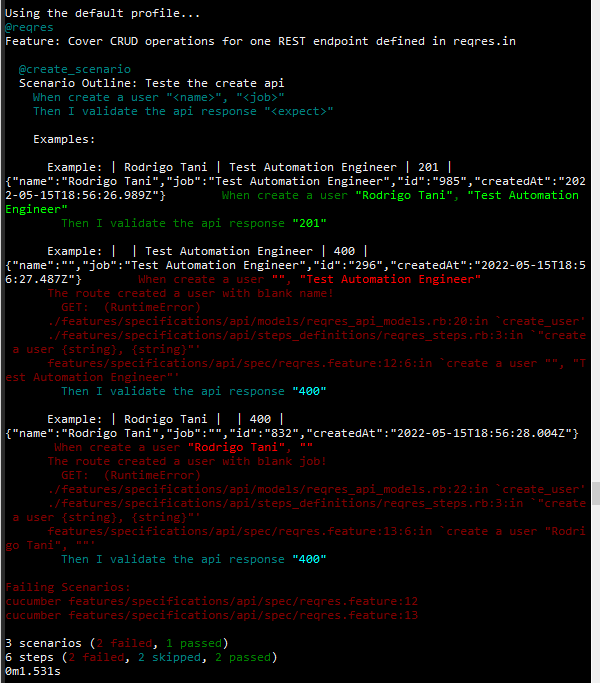 Using the default profile...
@reqres
Feature: Cover CRUD operations for one REST endpoint defined in reqres.in
@create_scenario
Scenario Outline: Teste the create api
When create a user "<name>", "<job>"
Then I validate the api response "<expect>"
Examples:
Example: | Rodrigo Tani | Test Automation Engineer | 201 |
{"name":"Rodrigo Tani","job":"Test Automation Engineer","id":"985","createdAt":"202
2-05-15T18:56:26.989Z"}        When create a user "Rodrigo Tani", "Test Automation
Engineer"
Then I validate the api response "201"
Example: |  | Test Automation Engineer | 400 |
{"name":"","job":"Test Automation Engineer","id":"296","createdAt":"2022-05-15T18:5
6:27.487Z"}        When create a user "", "Test Automation Engineer"
The route created a user with blank name!
GET:  (RuntimeError)
./features/specifications/api/models/reqres_api_models.rb:20:in `create_user'
./features/specifications/api/steps_definitions/reqres_steps.rb:3:in `"create
a user {string}, {string}"'
features/specifications/api/spec/reqres.feature:12:6:in `create a user "", "T
est Automation Engineer"'
Then I validate the api response "400"
Example: | Rodrigo Tani |  | 400 |
{"name":"Rodrigo Tani","job":"","id":"832","createdAt":"2022-05-15T18:56:28.004Z"}
When create a user "Rodrigo Tani", ""
The route created a user with blank job!
GET:  (RuntimeError)
./features/specifications/api/models/reqres_api_models.rb:22:in `create_user'
./features/specifications/api/steps_definitions/reqres_steps.rb:3:in `"create
a user {string}, {string}"'
features/specifications/api/spec/reqres.feature:13:6:in `create a user "Rodri
go Tani", ""'
Then I validate the api response "400"
Failing Scenarios:
cucumber features/specifications/api/spec/reqres.feature:12
cucumber features/specifications/api/spec/reqres.feature:13
3 scenarios (2 failed, 1 passed)
6 steps (2 failed, 2 skipped, 2 passed)
0m1.531s